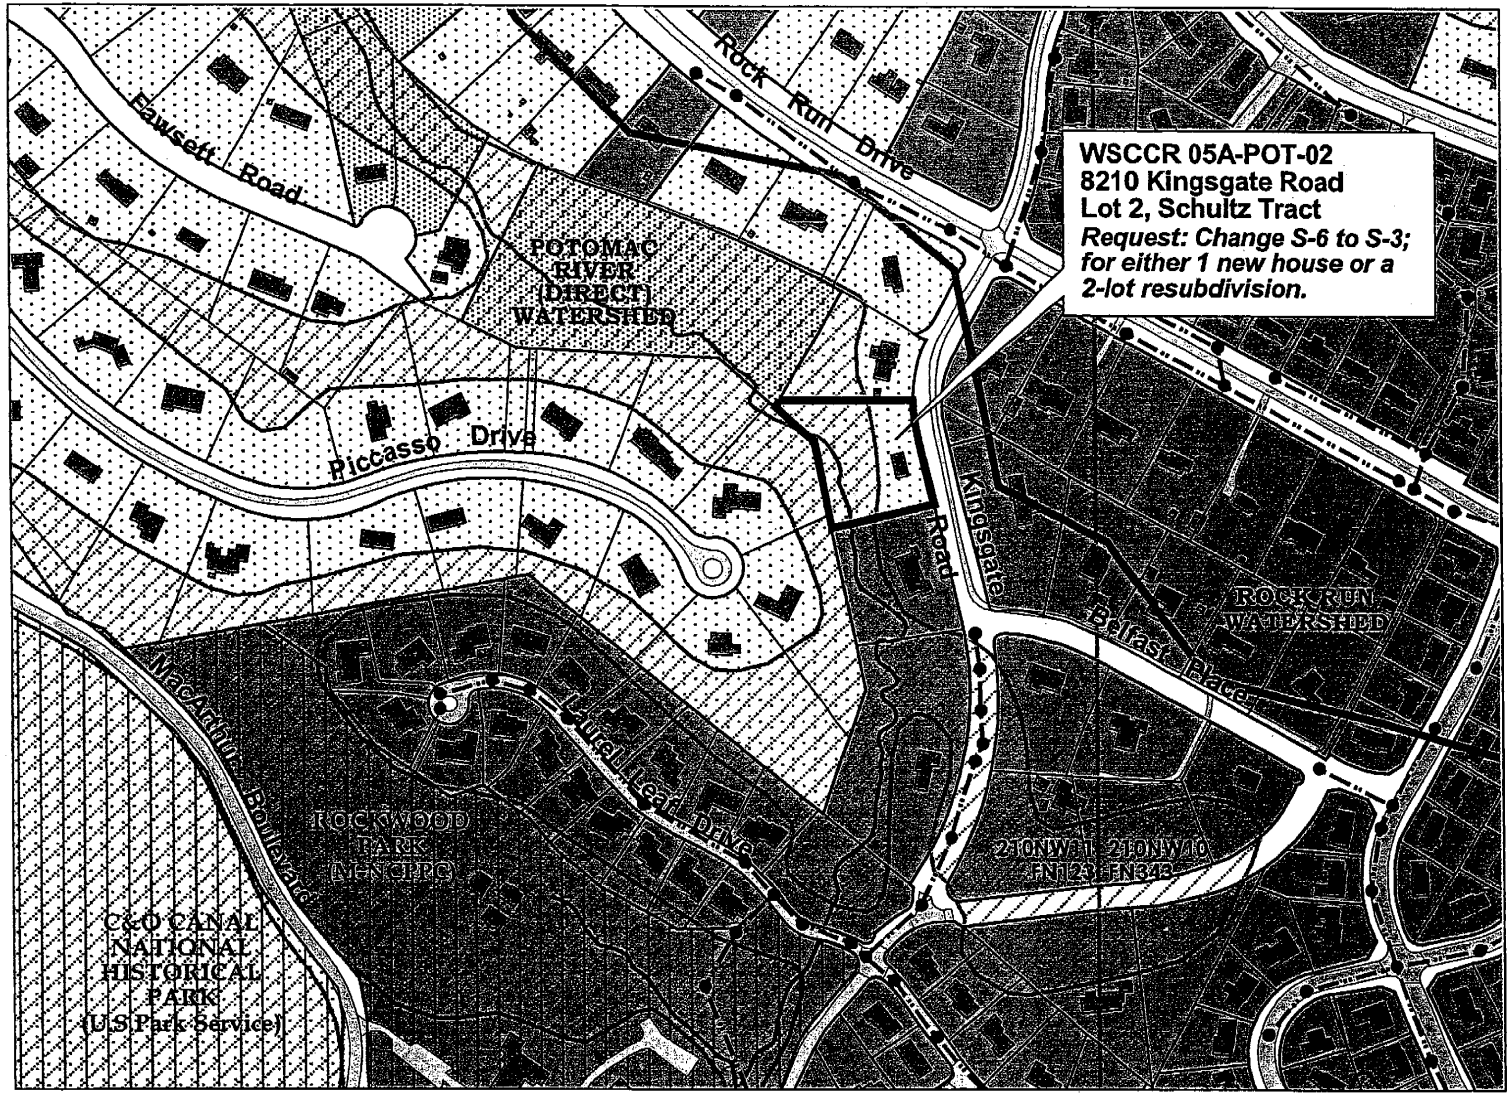 Rock Run Drive
Fawsett Road
WSCCR 05A-POT-02
8210 Kingsgate Road
Lot 2, Schultz Tract
Request: Change S-6 to S-3;
for either 1 new house or a
2-lot resubdivision.
POTOMAC
RIVER
(DIRECT)
WATERSHED
Piccasso Drive
Kingsgate
Road
ROCK RUN
WATERSHED
Belfast Place
MacArthur Boulevard
Laurel Leaf Drive
ROCKWOOD
PARK
(M-NCPPC)
210NW11 210NW10
FN123 FN343
C&O CANAL
NATIONAL
HISTORICAL
PARK
(U.S.Park Service)